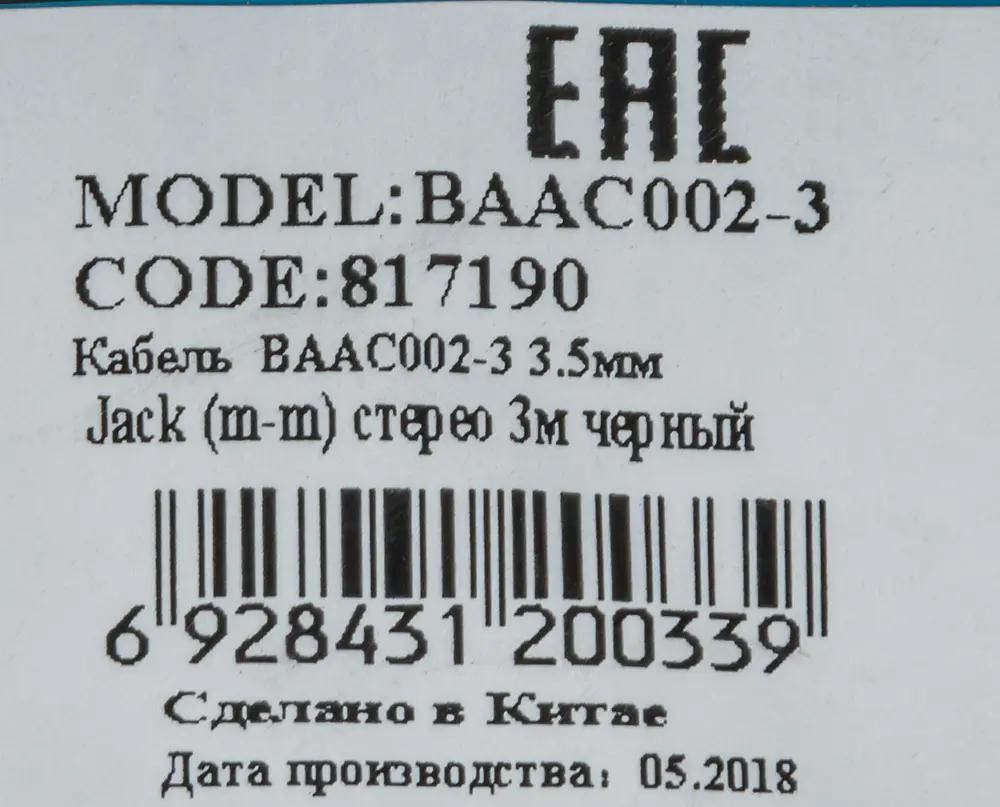 EAC
MODEL:BAAC002-3
CODE:817190
Кабель BAAC002-3 3.5мм
Jack (m-m) стерео 3м черный
6 928431 200339
Сделано в Китае
Дата производства: 05.2018